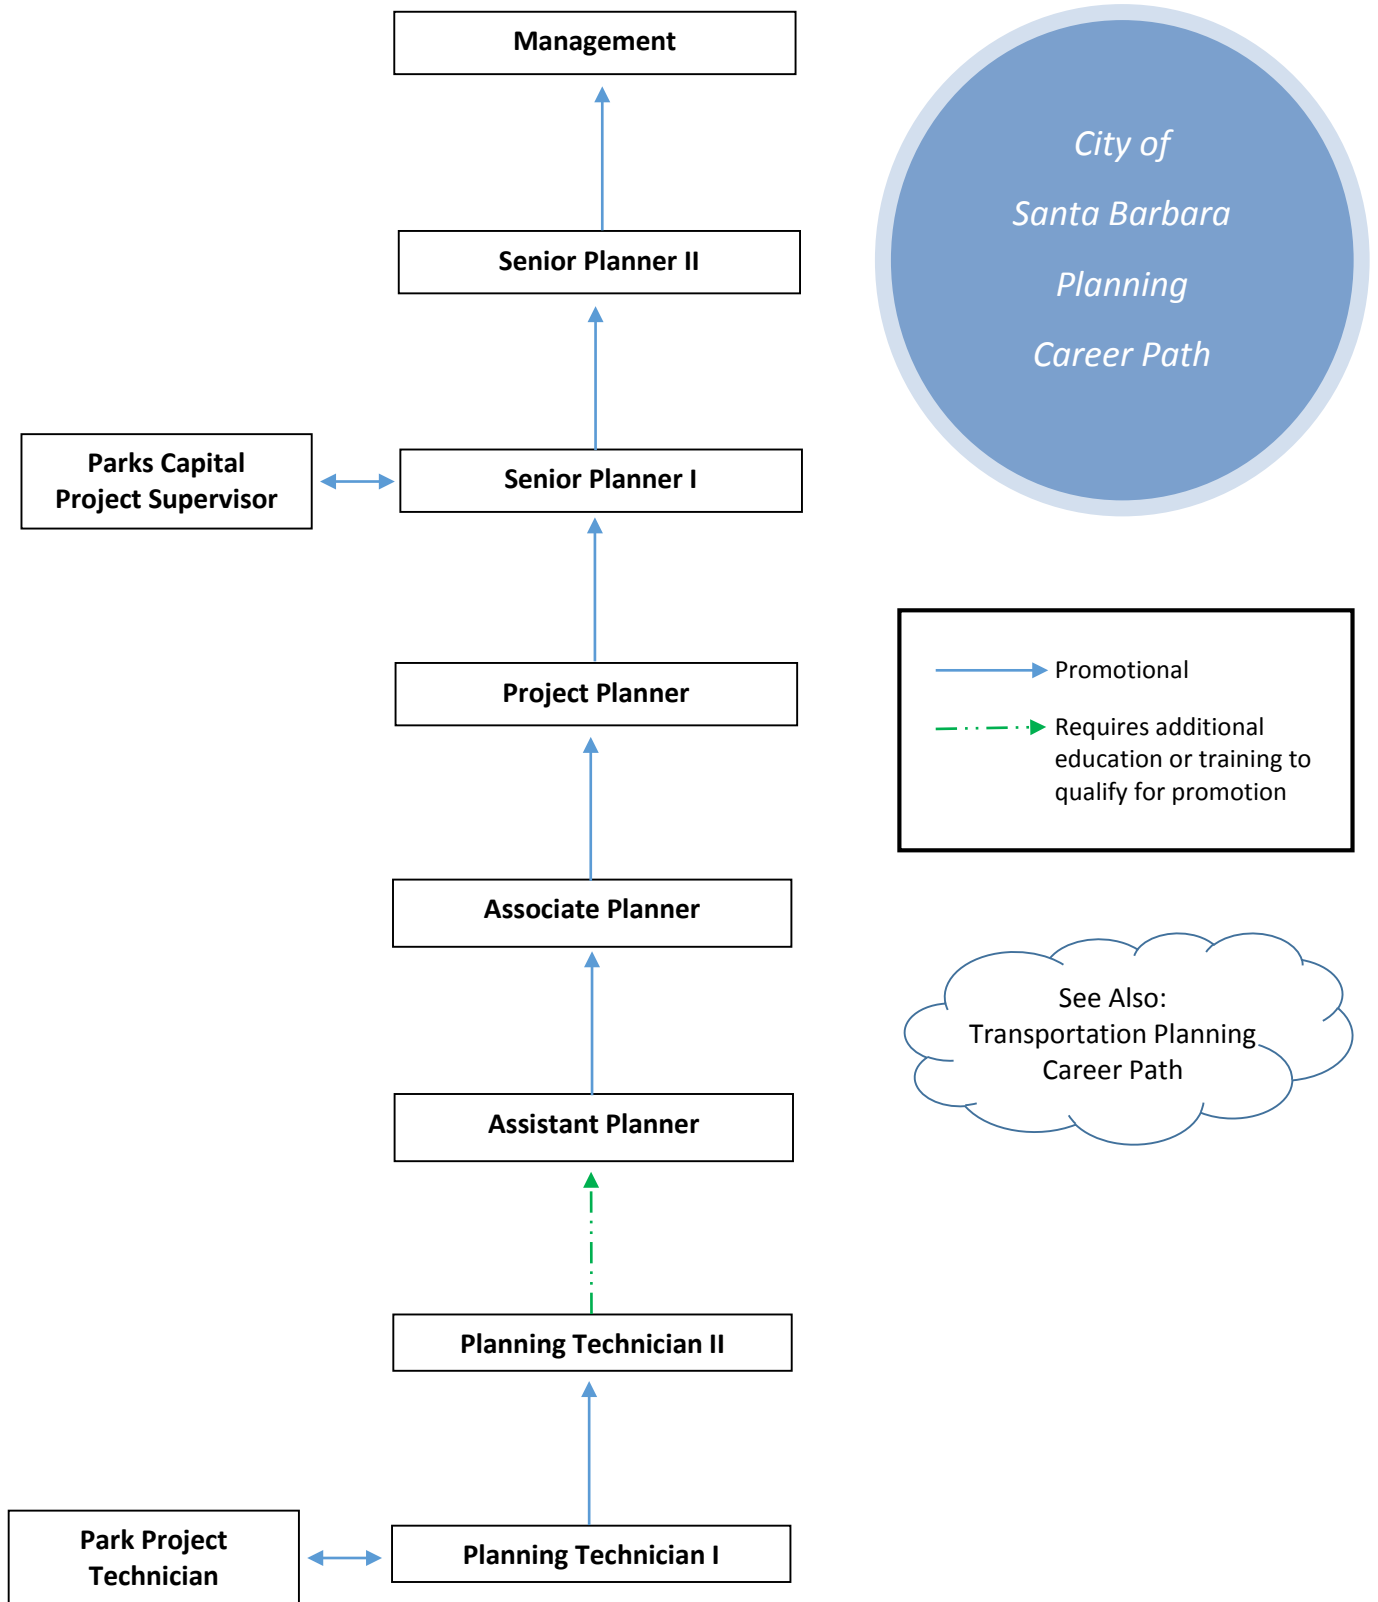 Management
City of
Santa Barbara
Planning
Career Path
Senior Planner II
Parks Capital
Project Supervisor
Senior Planner I
Project Planner
Promotional
Requires additional
education or training to
qualify for promotion
Associate Planner
See Also:
Transportation Planning
Career Path
Assistant Planner
Planning Technician II
Park Project
Technician
Planning Technician I